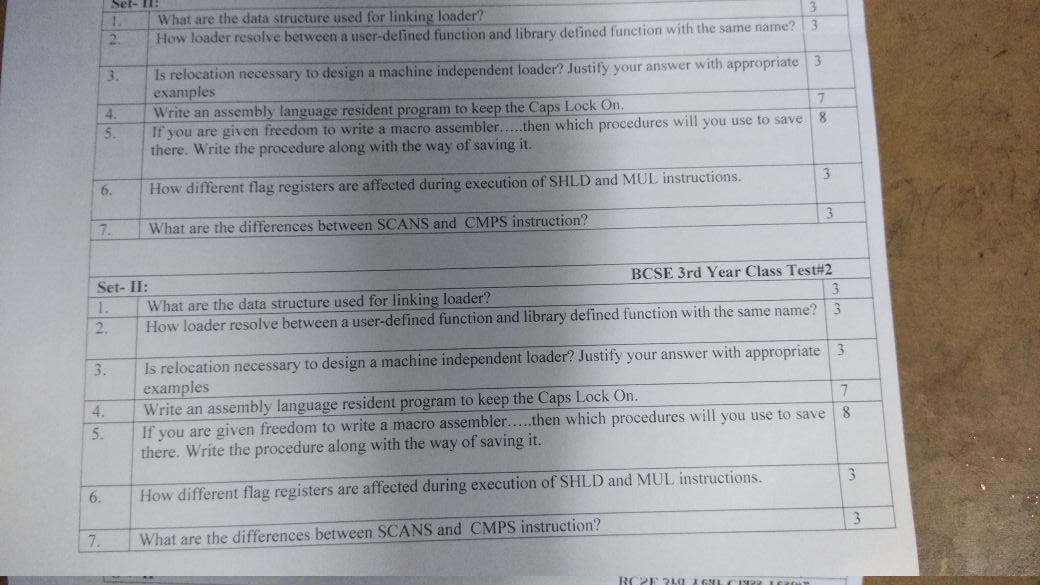 Set- II:
1. What are the data structure used for linking loader? 3
2. How loader resolve between a user-defined function and library defined function with the same name? 3
3. Is relocation necessary to design a machine independent loader? Justify your answer with appropriate 3
examples
4. Write an assembly language resident program to keep the Caps Lock On. 7
5. If you are given freedom to write a macro assembler.....then which procedures will you use to save 8
there. Write the procedure along with the way of saving it.
6. How different flag registers are affected during execution of SHLD and MUL instructions. 3
7. What are the differences between SCANS and CMPS instruction? 3
BCSE 3rd Year Class Test#2
Set- II:
1. What are the data structure used for linking loader? 3
2. How loader resolve between a user-defined function and library defined function with the same name? 3
3. Is relocation necessary to design a machine independent loader? Justify your answer with appropriate 3
examples
4. Write an assembly language resident program to keep the Caps Lock On. 7
5. If you are given freedom to write a macro assembler.....then which procedures will you use to save 8
there. Write the procedure along with the way of saving it.
6. How different flag registers are affected during execution of SHLD and MUL instructions. 3
7. What are the differences between SCANS and CMPS instruction? 3